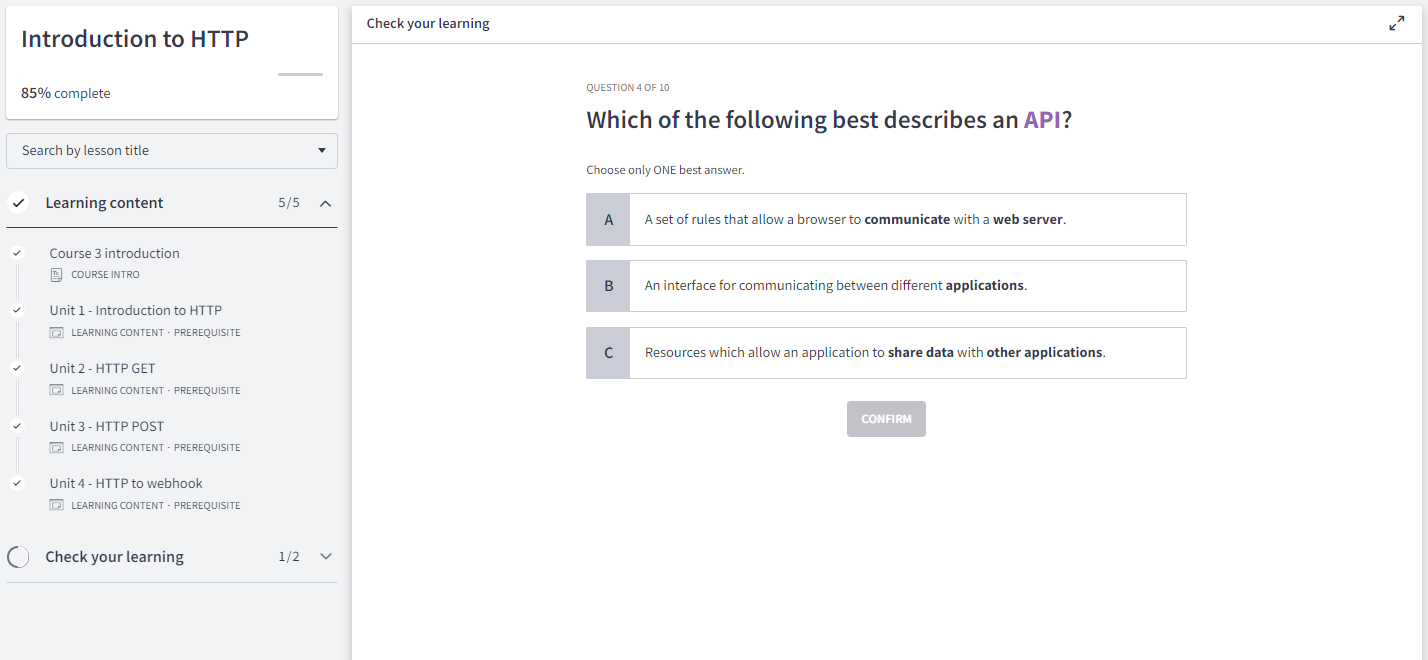 Introduction to HTTP
85% complete
Search by lesson title
Learning content 5/5
Course 3 introduction
COURSE INTRO
Unit 1 - Introduction to HTTP
LEARNING CONTENT · PREREQUISITE
Unit 2 - HTTP GET
LEARNING CONTENT · PREREQUISITE
Unit 3 - HTTP POST
LEARNING CONTENT · PREREQUISITE
Unit 4 - HTTP to webhook
LEARNING CONTENT · PREREQUISITE
Check your learning 1/2
Check your learning
QUESTION 4 OF 10
Which of the following best describes an API?
Choose only ONE best answer.
A A set of rules that allow a browser to communicate with a web server.
B An interface for communicating between different applications.
C Resources which allow an application to share data with other applications.
CONFIRM